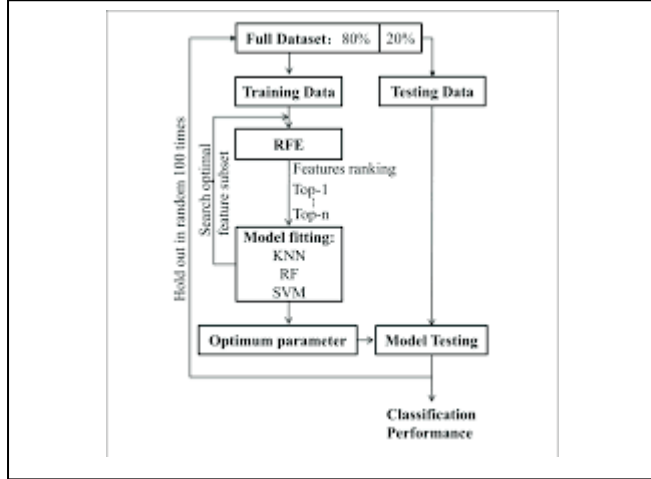 Full Dataset: 80% 20%
Training Data
Testing Data
RFE
Features ranking
Top-1
Top-n
Model fitting:
KNN
RF
SVM
Search optimal
feature subset
Hold out in random 100 times
Optimum parameter
Model Testing
Classification
Performance